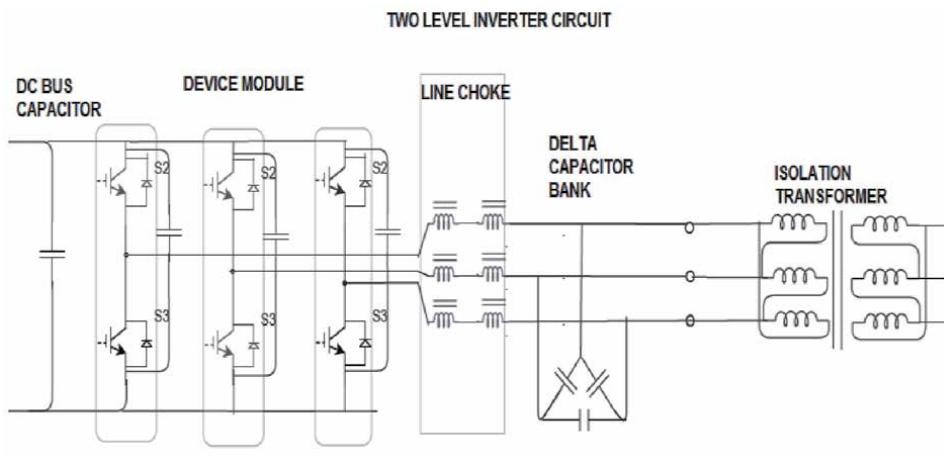 TWO LEVEL INVERTER CIRCUIT
DC BUS
CAPACITOR
DEVICE MODULE
LINE CHOKE
DELTA
CAPACITOR
BANK
ISOLATION
TRANSFORMER
S2
S2
S2
S3
S3
S3